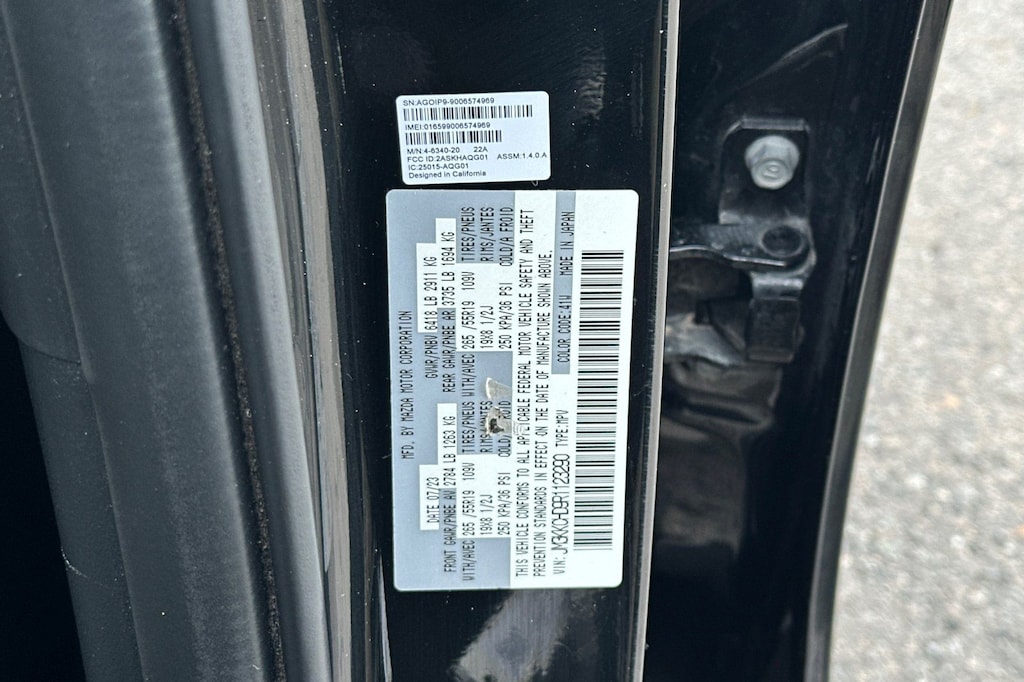 SN:AGOIP9-9006574969
IMEI:016599006574969
M/N:4-6340-20 22A
FCC ID:2ASKHAQG01 ASSM:1.4.0.A
IC:25015-AQG01
Designed in California
MFD. BY MAZDA MOTOR CORPORATION
DATE 07/23 GVWR/PNBV 6418 LB 2911 KG
FRONT GAWR/PNBE AV 2784 LB 1263 KG REAR GAWR/PNBE AR 3735 LB 1694 KG
WITH/AVEC 265 /55R19 109V TIRES/PNEUS WITH/AVEC 265 /55R19 109V TIRES/PNEUS
19X8 1/2J RIMS/JANTES 19X8 1/2J RIMS/JANTES
250 KPA/36 PSI COLD/A FROID 250 KPA/36 PSI COLD/A FROID
THIS VEHICLE CONFORMS TO ALL APPLICABLE FEDERAL MOTOR VEHICLE SAFETY AND THEFT
PREVENTION STANDARDS IN EFFECT ON THE DATE OF MANUFACTURE SHOWN ABOVE.
VIN: JM3KKCHD9R1123290 TYPE: MPV COLOR CODE: 41W MADE IN JAPAN